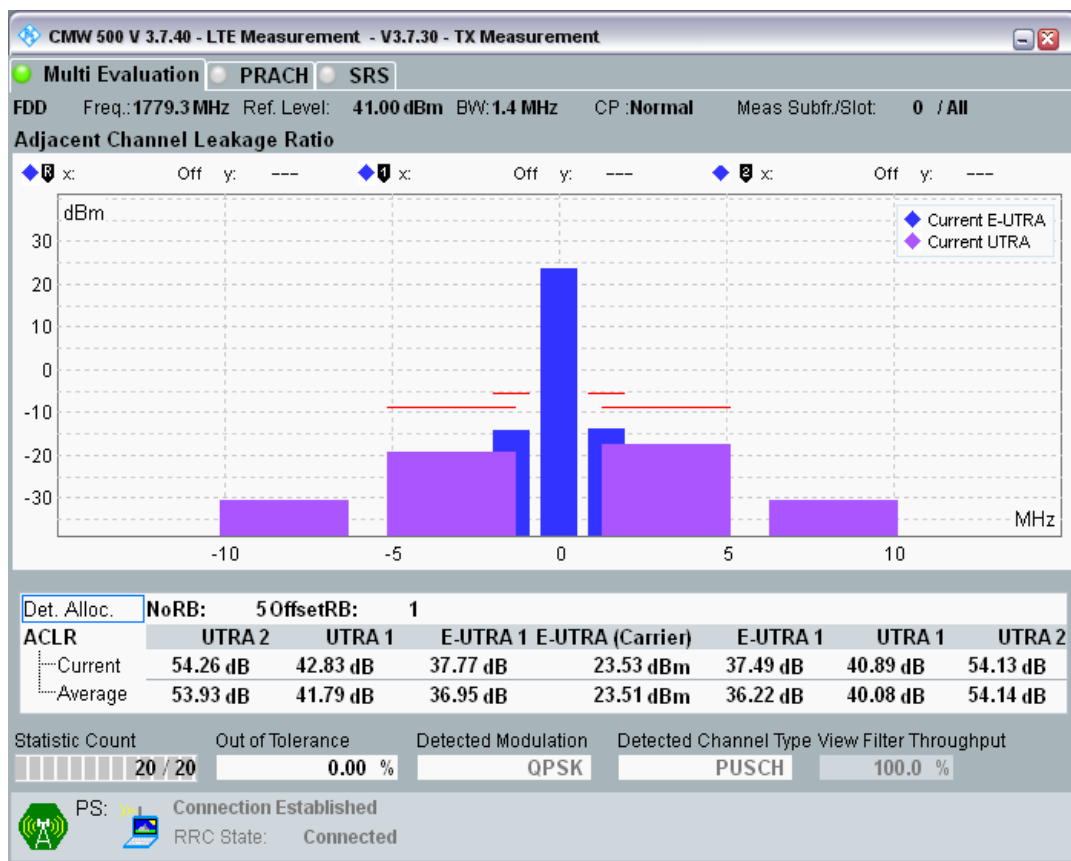 CMW 500 V 3.7.40 - LTE Measurement - V3.7.30 - TX Measurement
Multi Evaluation PRACH SRS
FDD Freq.: 1779.3 MHz Ref. Level: 41.00 dBm BW: 1.4 MHz CP :Normal Meas Subfr./Slot: 0 / All
Adjacent Channel Leakage Ratio
R x: Off y: --- 1 x: Off y: --- 2 x: Off y: ---
dBm
Current E-UTRA
Current UTRA
30
20
10
0
-10
-20
-30
MHz
-10 -5 0 5 10
Det. Alloc. NoRB: 5 OffsetRB: 1
ACLR UTRA 2 UTRA 1 E-UTRA 1 E-UTRA (Carrier) E-UTRA 1 UTRA 1 UTRA 2
Current 54.26 dB 42.83 dB 37.77 dB 23.53 dBm 37.49 dB 40.89 dB 54.13 dB
Average 53.93 dB 41.79 dB 36.95 dB 23.51 dBm 36.22 dB 40.08 dB 54.14 dB
Statistic Count Out of Tolerance Detected Modulation Detected Channel Type View Filter Throughput
20 / 20 0.00 % QPSK PUSCH 100.0 %
PS: Connection Established
RRC State: Connected